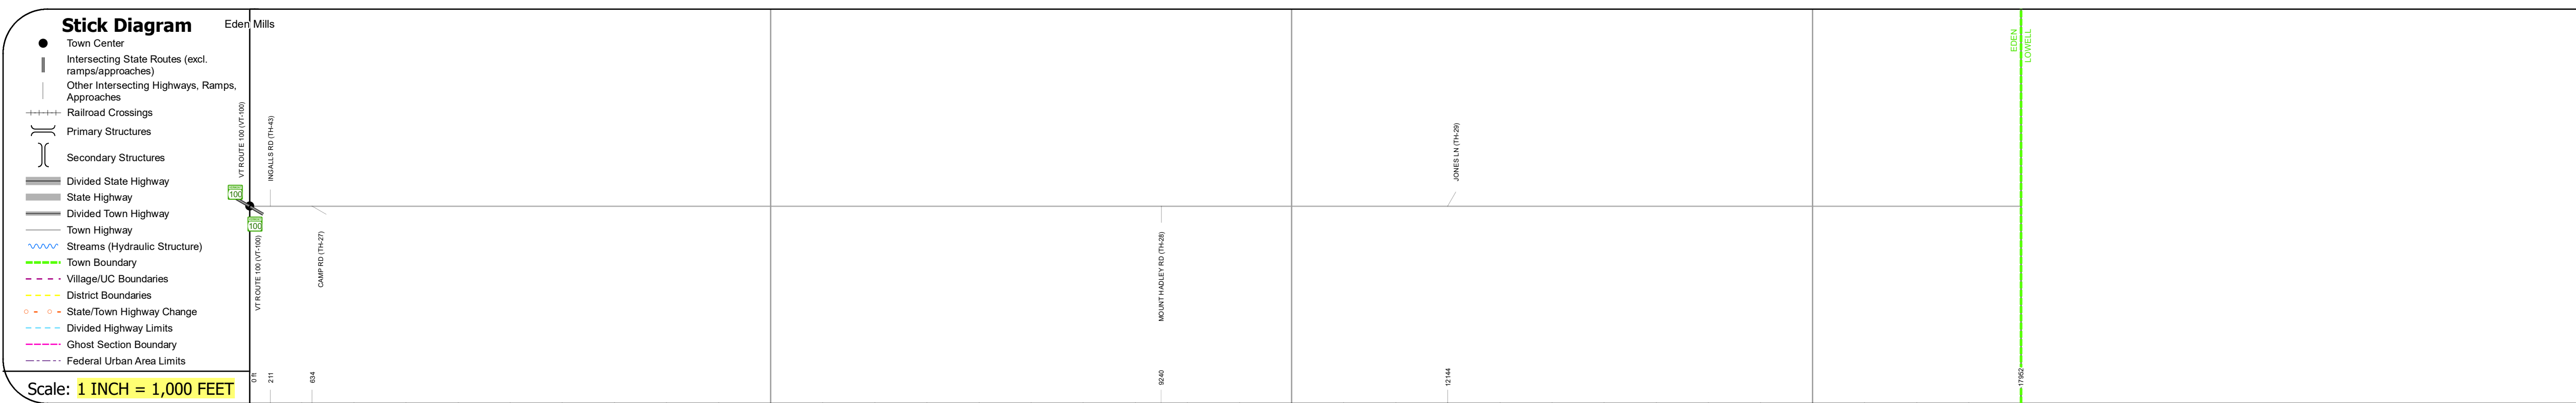 Stick Diagram
Town Center
Intersecting State Routes (excl.
ramps/approaches)
Other Intersecting Highways, Ramps,
Approaches
Railroad Crossings
Primary Structures
Secondary Structures
Divided State Highway
State Highway
Divided Town Highway
Town Highway
Streams (Hydraulic Structure)
Town Boundary
Village/UC Boundaries
District Boundaries
State/Town Highway Change
Divided Highway Limits
Ghost Section Boundary
Federal Urban Area Limits
Scale: 1 INCH = 1,000 FEET
Eden Mills
VT ROUTE 100 (VT-100)
100
100
VT ROUTE 100 (VT-100)
INGALLS RD (TH-43)
CAMP RD (TH-27)
MOUNT HADLEY RD (TH-28)
JONES LN (TH-29)
EDEN
LOWELL
0 ft
211
634
9240
12144
17952